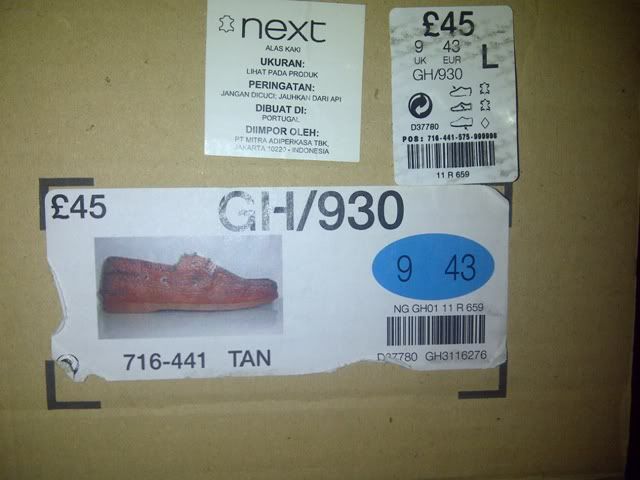 next
ALAS KAKI
UKURAN:
LIHAT PADA PRODUK
PERINGATAN:
JANGAN DICUCI, JAUHKAN DARI API
DIBUAT DI:
PORTUGAL
DIIMPOR OLEH:
PT MITRA ADIPERKASA TBK,
JAKARTA 10220 - INDONESIA
£45
9 43 L
UK EUR
GH/930
D37780
POS: 716-441-575-999998
11 R 659
£45 GH/930
9 43
NG GH01 11 R 659
716-441 TAN
D37780 GH3116276